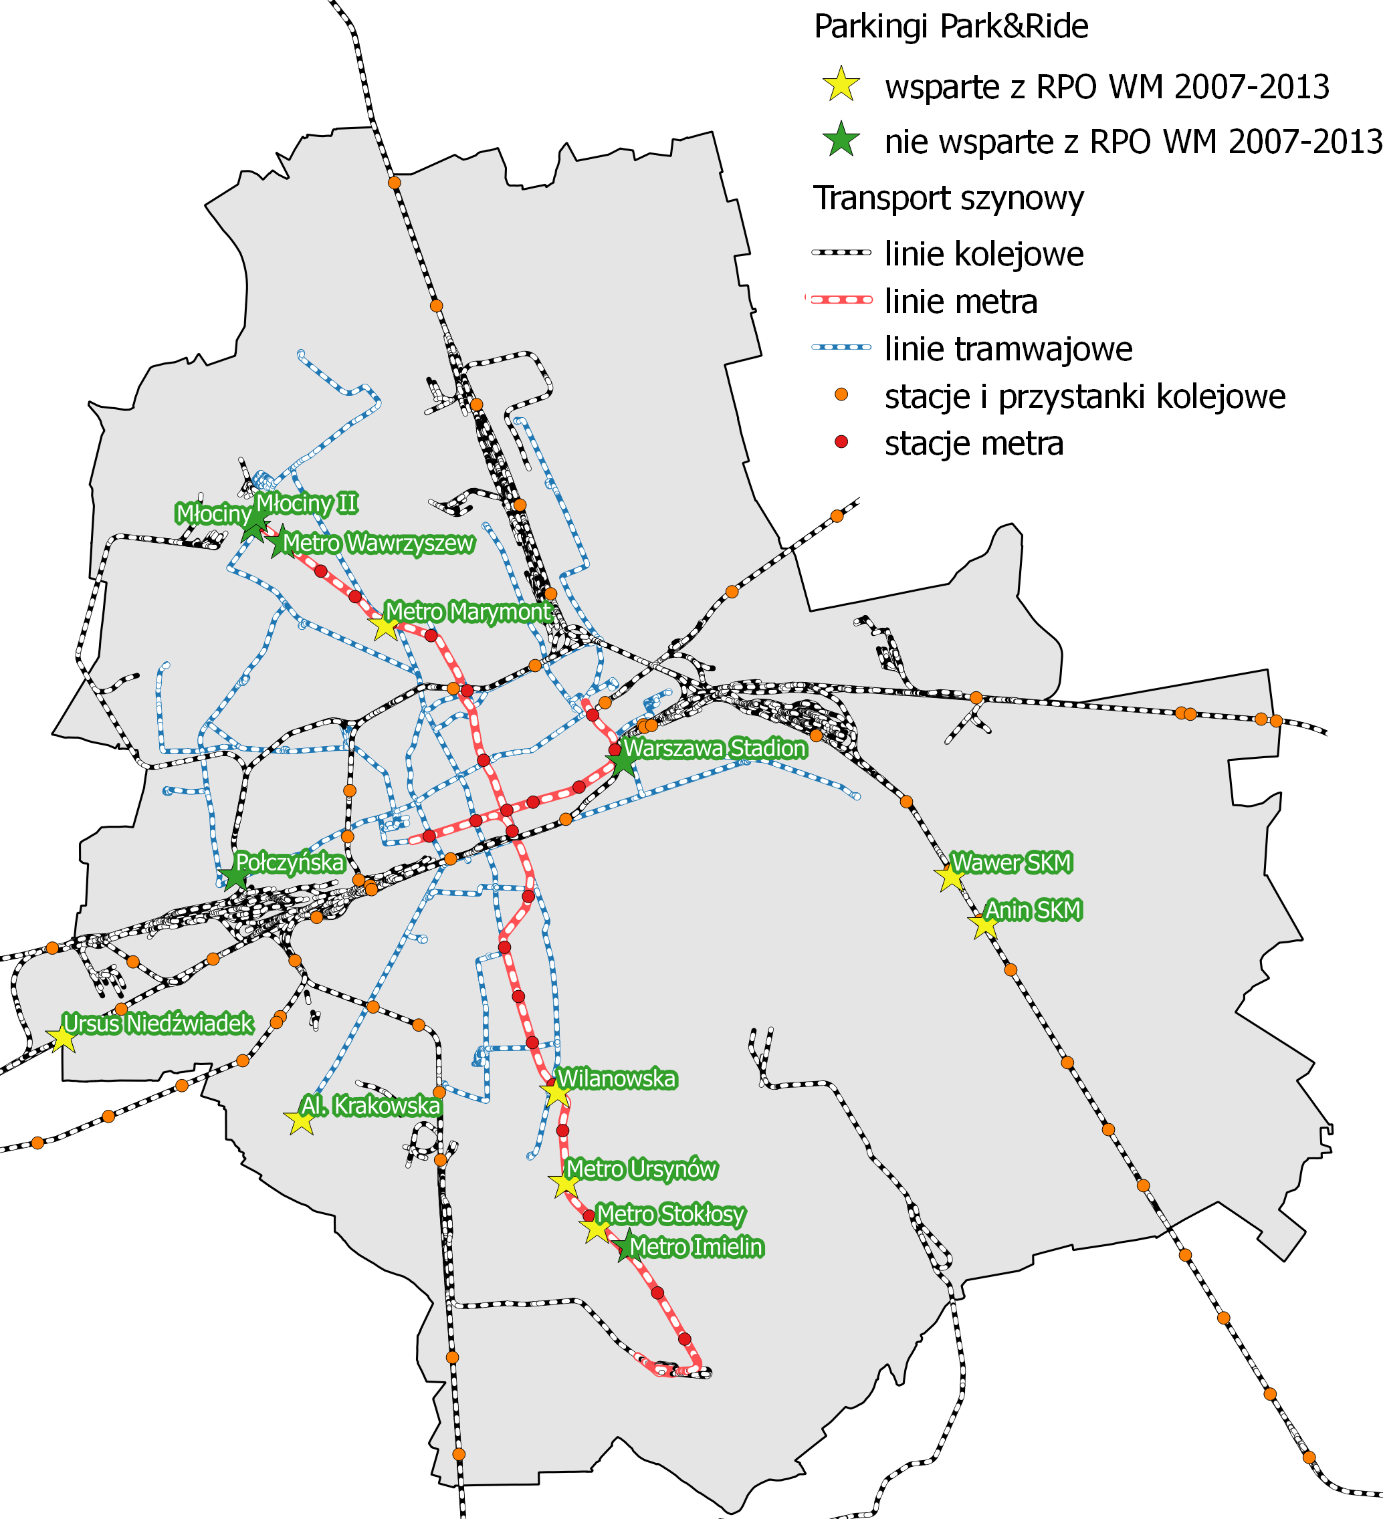 Parkingi Park&Ride
wsparte z RPO WM 2007-2013
nie wsparte z RPO WM 2007-2013
Transport szynowy
linie kolejowe
linie metra
linie tramwajowe
stacje i przystanki kolejowe
stacje metra
Młociny II
Młociny
Metro Wawrzyszew
Metro Marymont
Warszawa Stadion
Połczyńska
Wawer SKM
Anin SKM
Ursus Niedźwiadek
Wilanowska
Al. Krakowska
Metro Ursynów
Metro Stokłosy
Metro Imielin